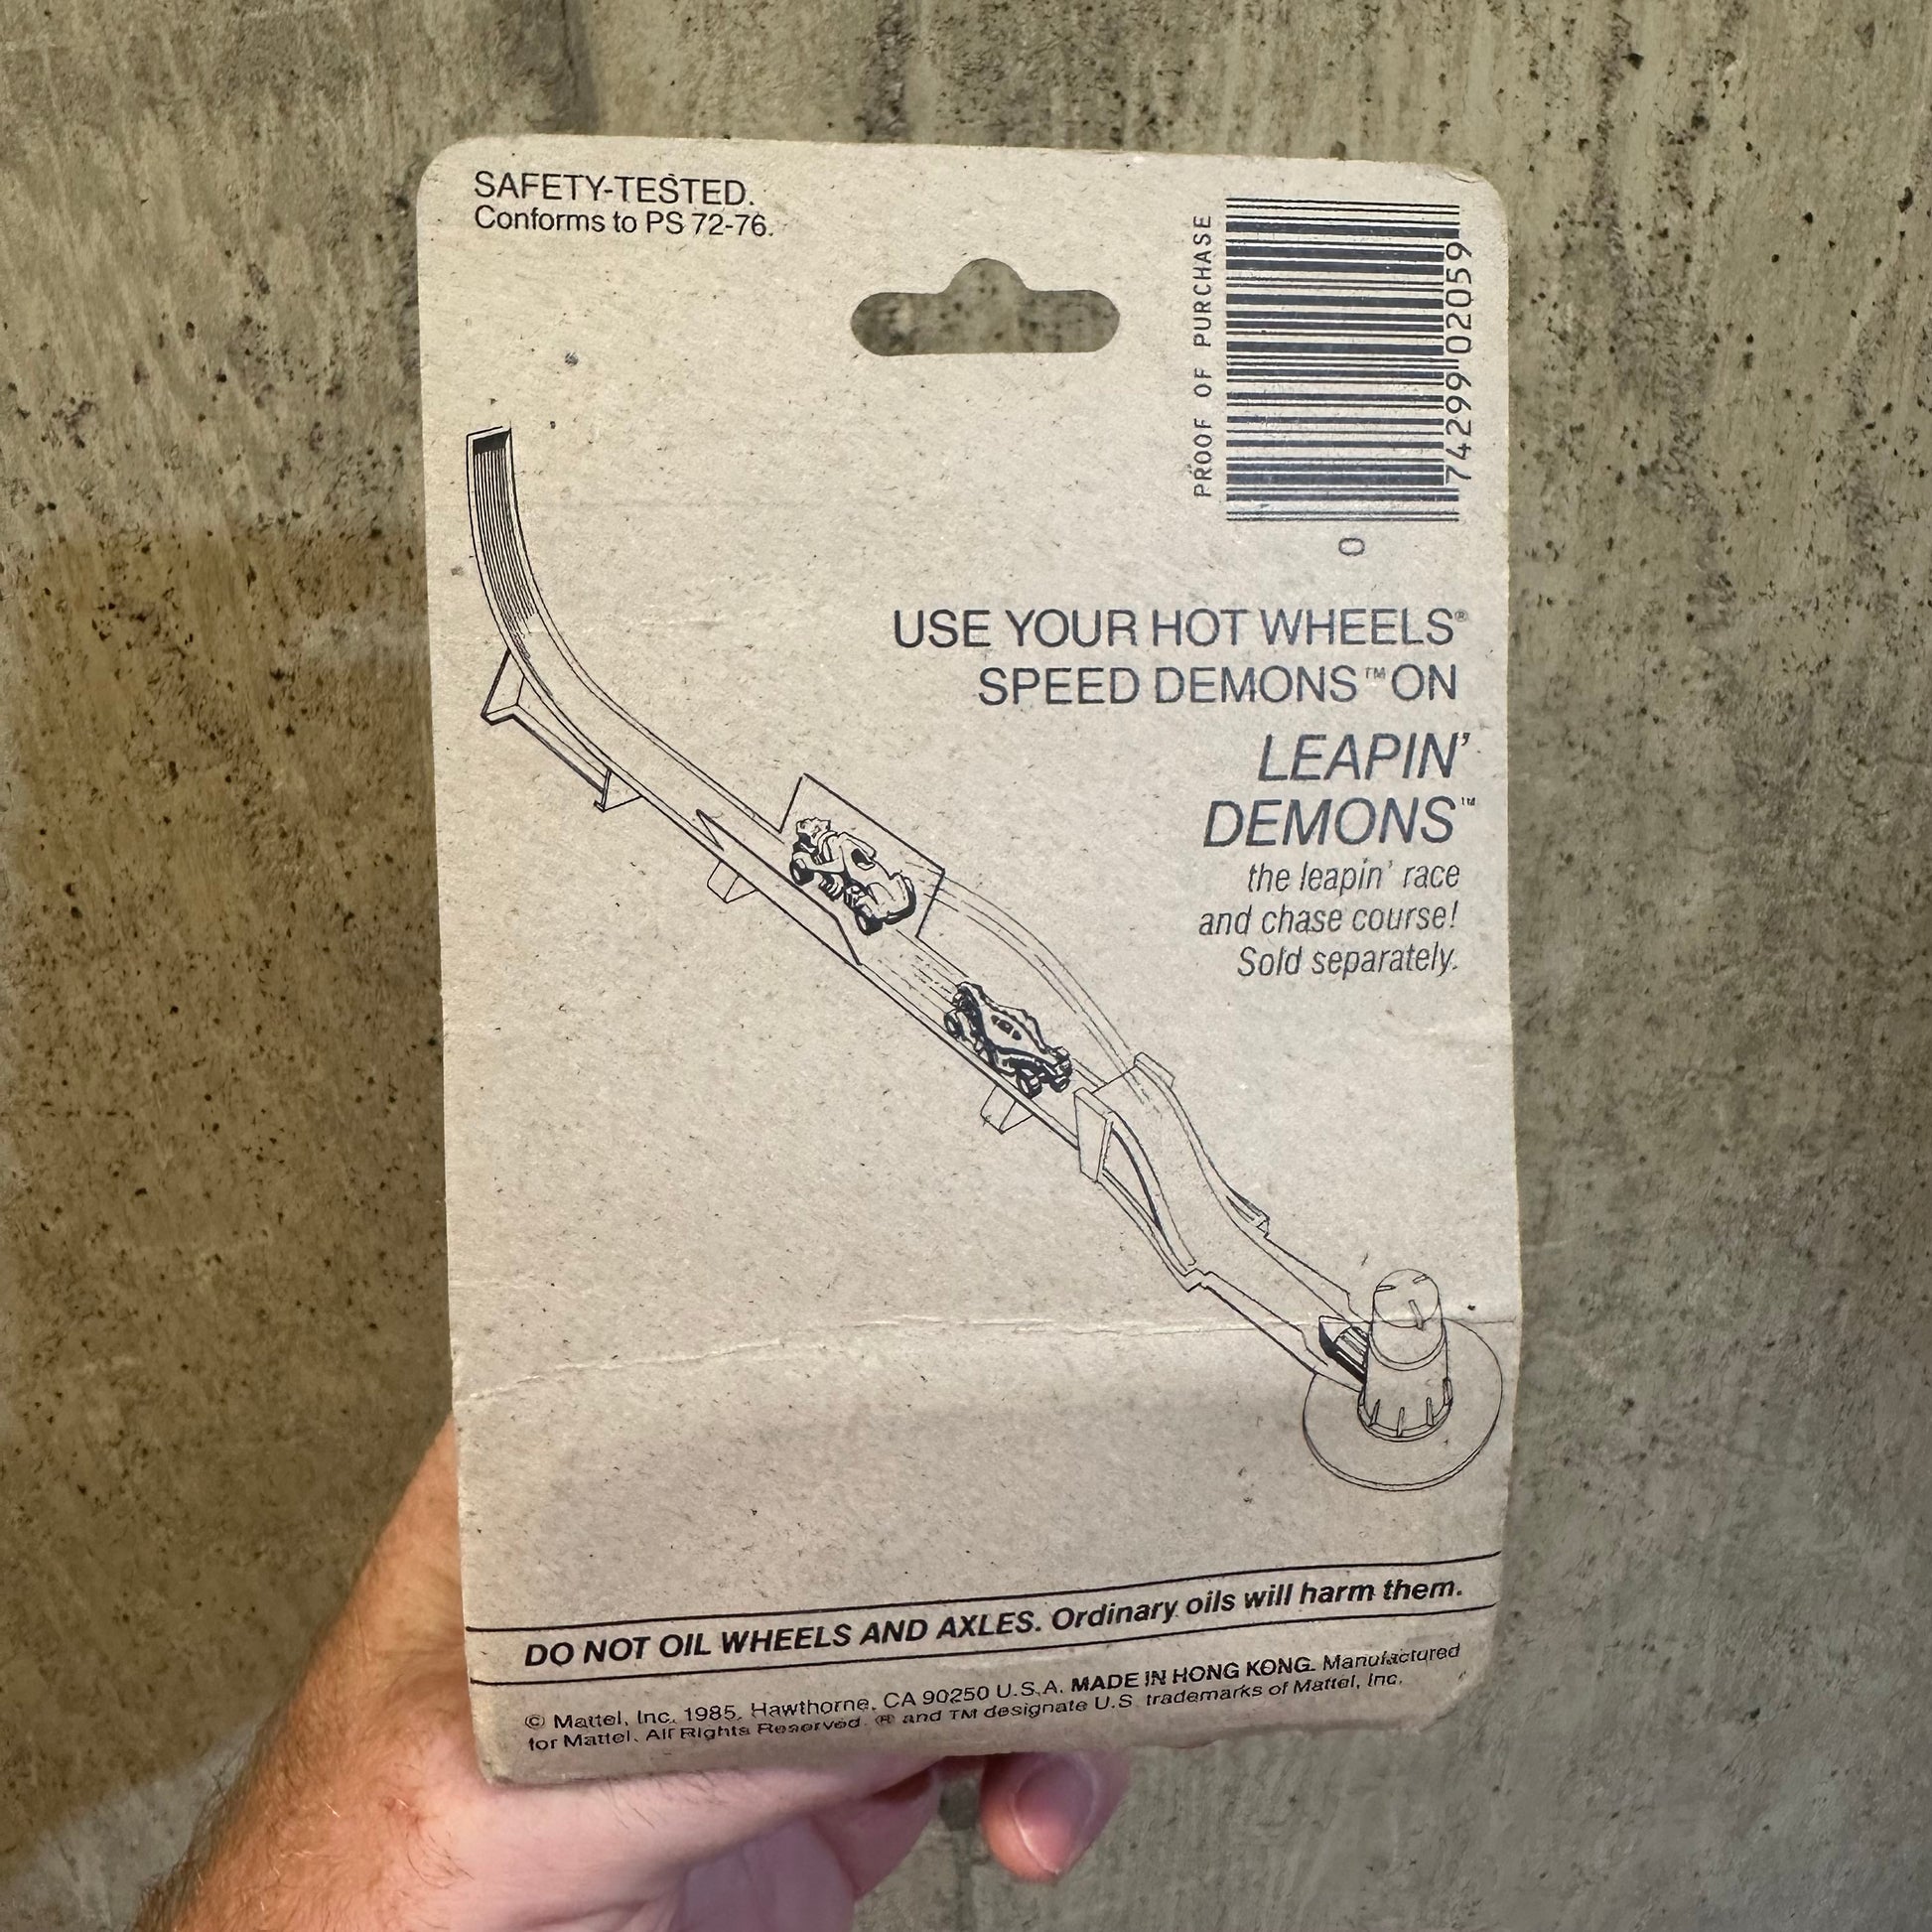 SAFETY-TESTED.
Conforms to PS 72-76.
PROOF OF PURCHASE
0
74299 02059
USE YOUR HOT WHEELS®
SPEED DEMONS™ ON
LEAPIN'
DEMONS™
the leapin' race
and chase course!
Sold separately.
DO NOT OIL WHEELS AND AXLES. Ordinary oils will harm them.
© Mattel, Inc. 1985, Hawthorne, CA 90250 U.S.A. MADE IN HONG KONG. Manufactured
for Mattel. All Rights Reserved. ® and TM designate U.S. trademarks of Mattel, Inc.